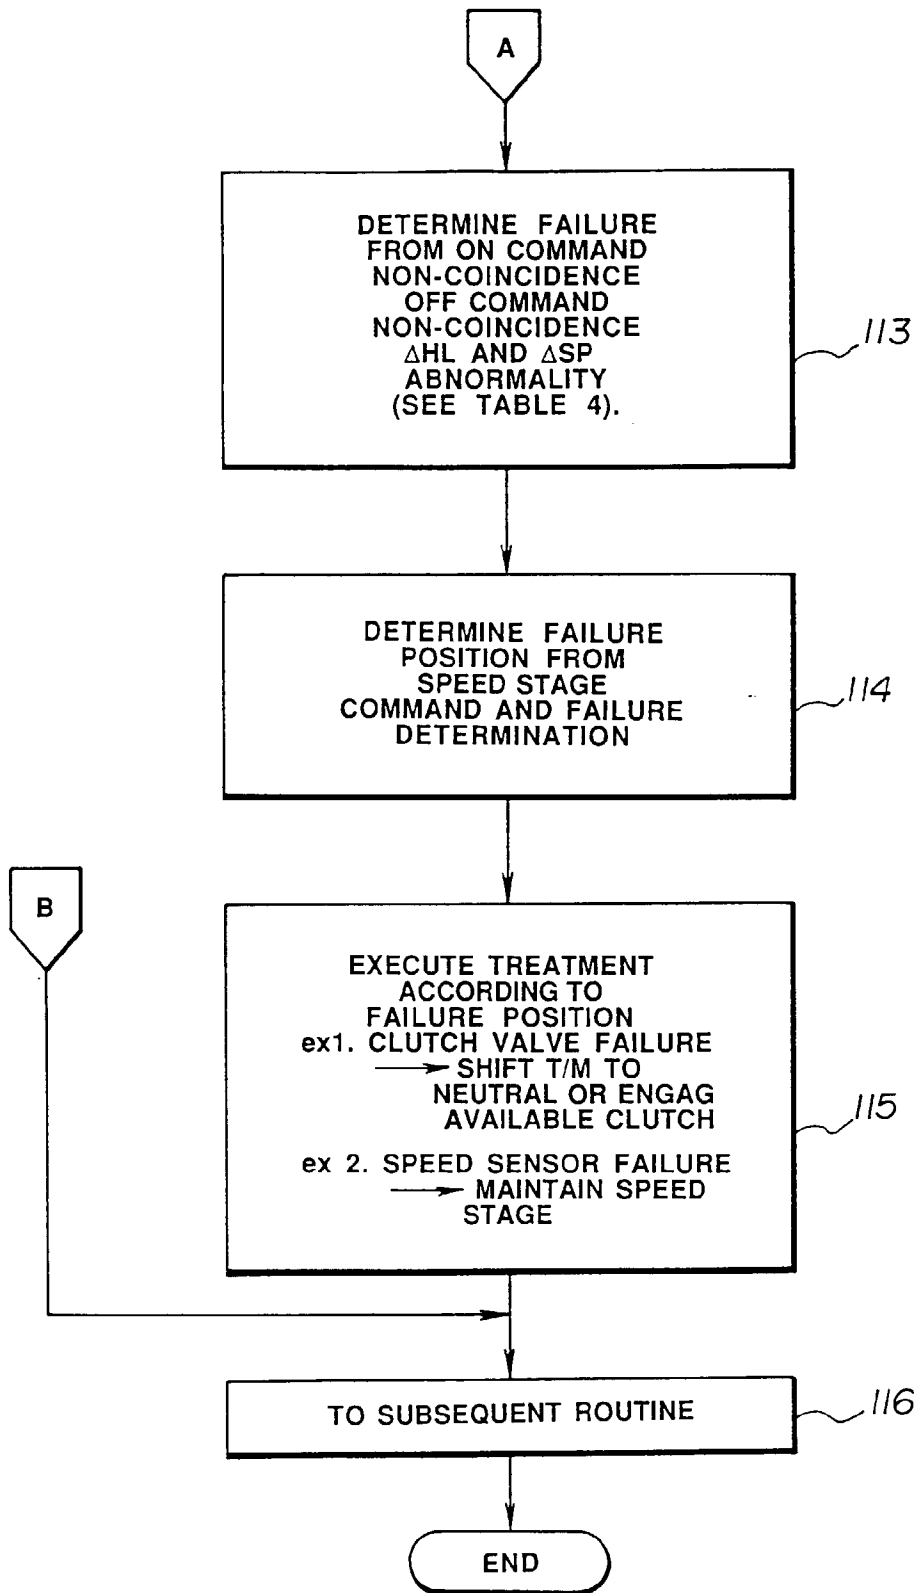 A
DETERMINE FAILURE
FROM ON COMMAND
NON-COINCIDENCE
OFF COMMAND
NON-COINCIDENCE
ΔHL AND ΔSP
ABNORMALITY
(SEE TABLE 4).
113
DETERMINE FAILURE
POSITION FROM
SPEED STAGE
COMMAND AND FAILURE
DETERMINATION
114
B
EXECUTE TREATMENT
ACCORDING TO
FAILURE POSITION
ex1. CLUTCH VALVE FAILURE
→ SHIFT T/M TO
NEUTRAL OR ENGAG
AVAILABLE CLUTCH
ex 2. SPEED SENSOR FAILURE
→ MAINTAIN SPEED
STAGE
115
TO SUBSEQUENT ROUTINE
116
END